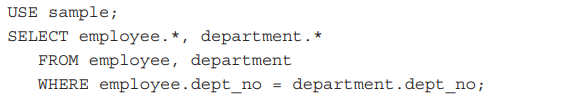 USE sample;
SELECT employee.*, department.*
FROM employee, department
WHERE employee.dept_no = department.dept_no;